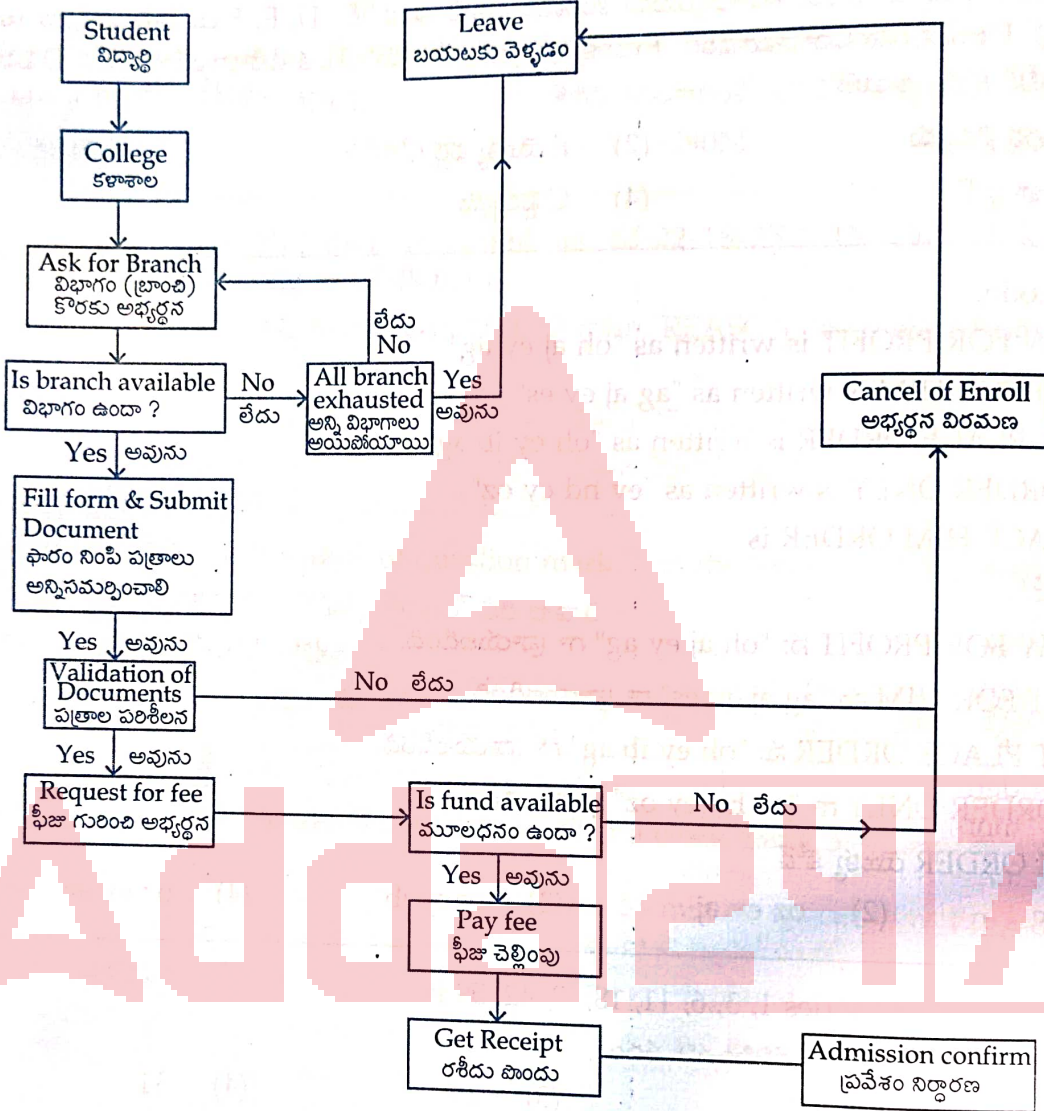 Student
విద్యార్థి
College
కళాశాల
Ask for Branch
విభాగం (బ్రాంచి)
కొరకు అభ్యర్థన
Is branch available
విభాగం ఉందా ?
No
లేదు
All branch
exhausted
అన్ని విభాగాలు
అయిపోయాయి
లేదు
No
Yes
అవును
Leave
బయటకు వెళ్ళడం
Cancel of Enroll
అభ్యర్థన విరమణ
Yes అవును
Fill form & Submit
Document
ఫారం నింపి పత్రాలు
అన్నిసమర్పించాలి
Yes అవును
Validation of
Documents
పత్రాల పరిశీలన
No లేదు
Yes అవును
Request for fee
ఫీజు గురించి అభ్యర్థన
Is fund available
మూలధనం ఉందా ?
No లేదు
Yes అవును
Pay fee
ఫీజు చెల్లింపు
Get Receipt
రశీదు పొందు
Admission confirm
ప్రవేశం నిర్ధారణ
Adda247